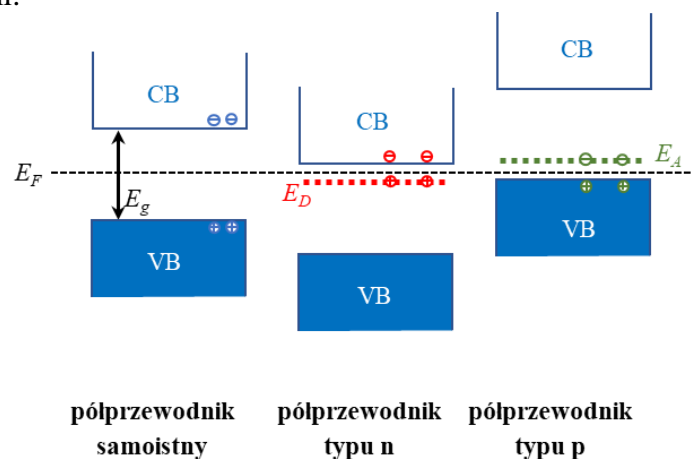 CB
CB
CB
E_F
E_g
E_D
E_A
VB
VB
VB
półprzewodnik
samoistny
półprzewodnik
typu n
półprzewodnik
typu p